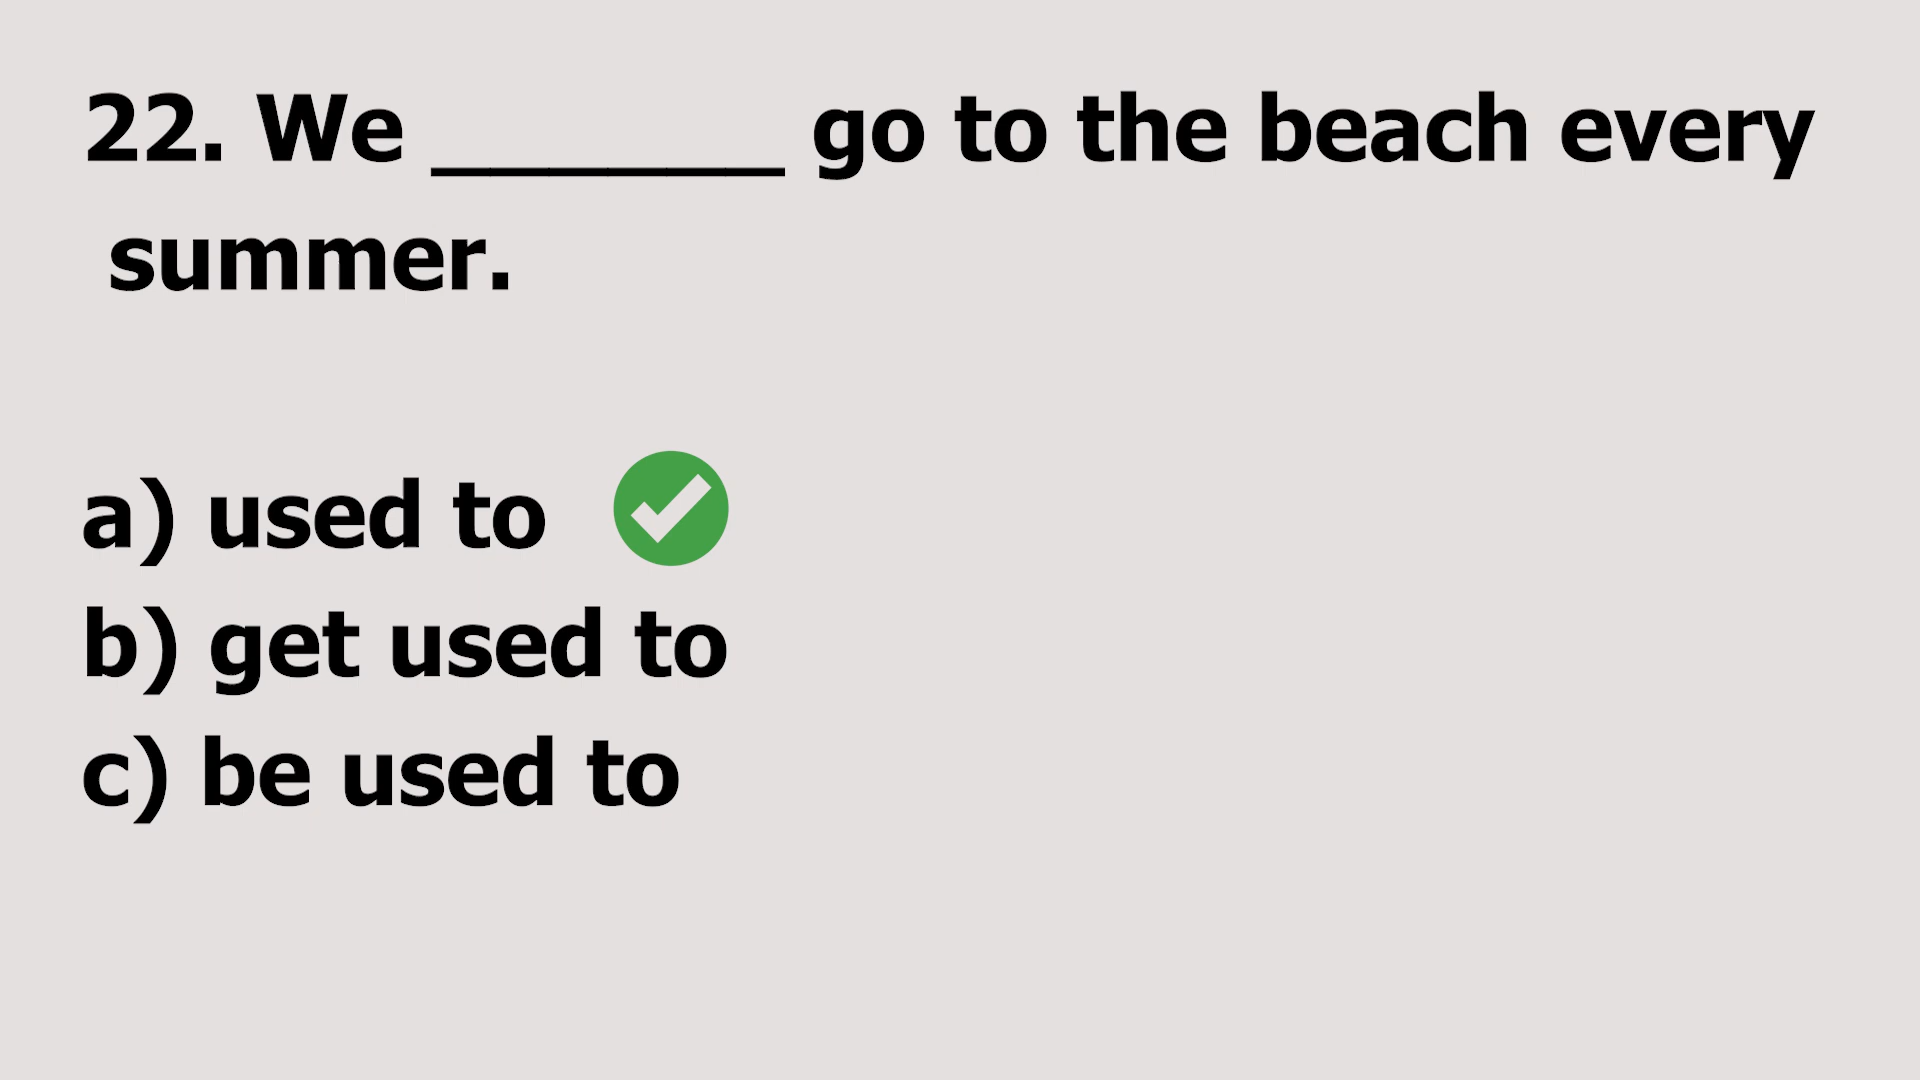 22. We ________ go to the beach every
summer.
a) used to
b) get used to
c) be used to